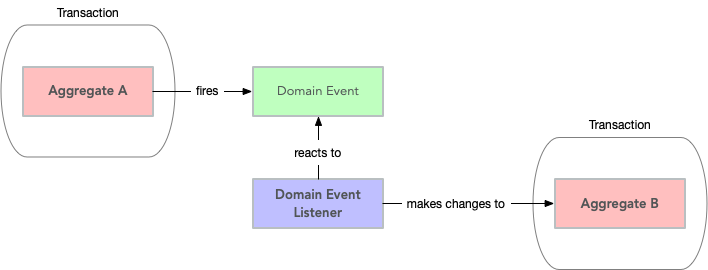 Transaction
Aggregate A
fires
Domain Event
reacts to
Transaction
Domain Event
Listener
makes changes to
Aggregate B